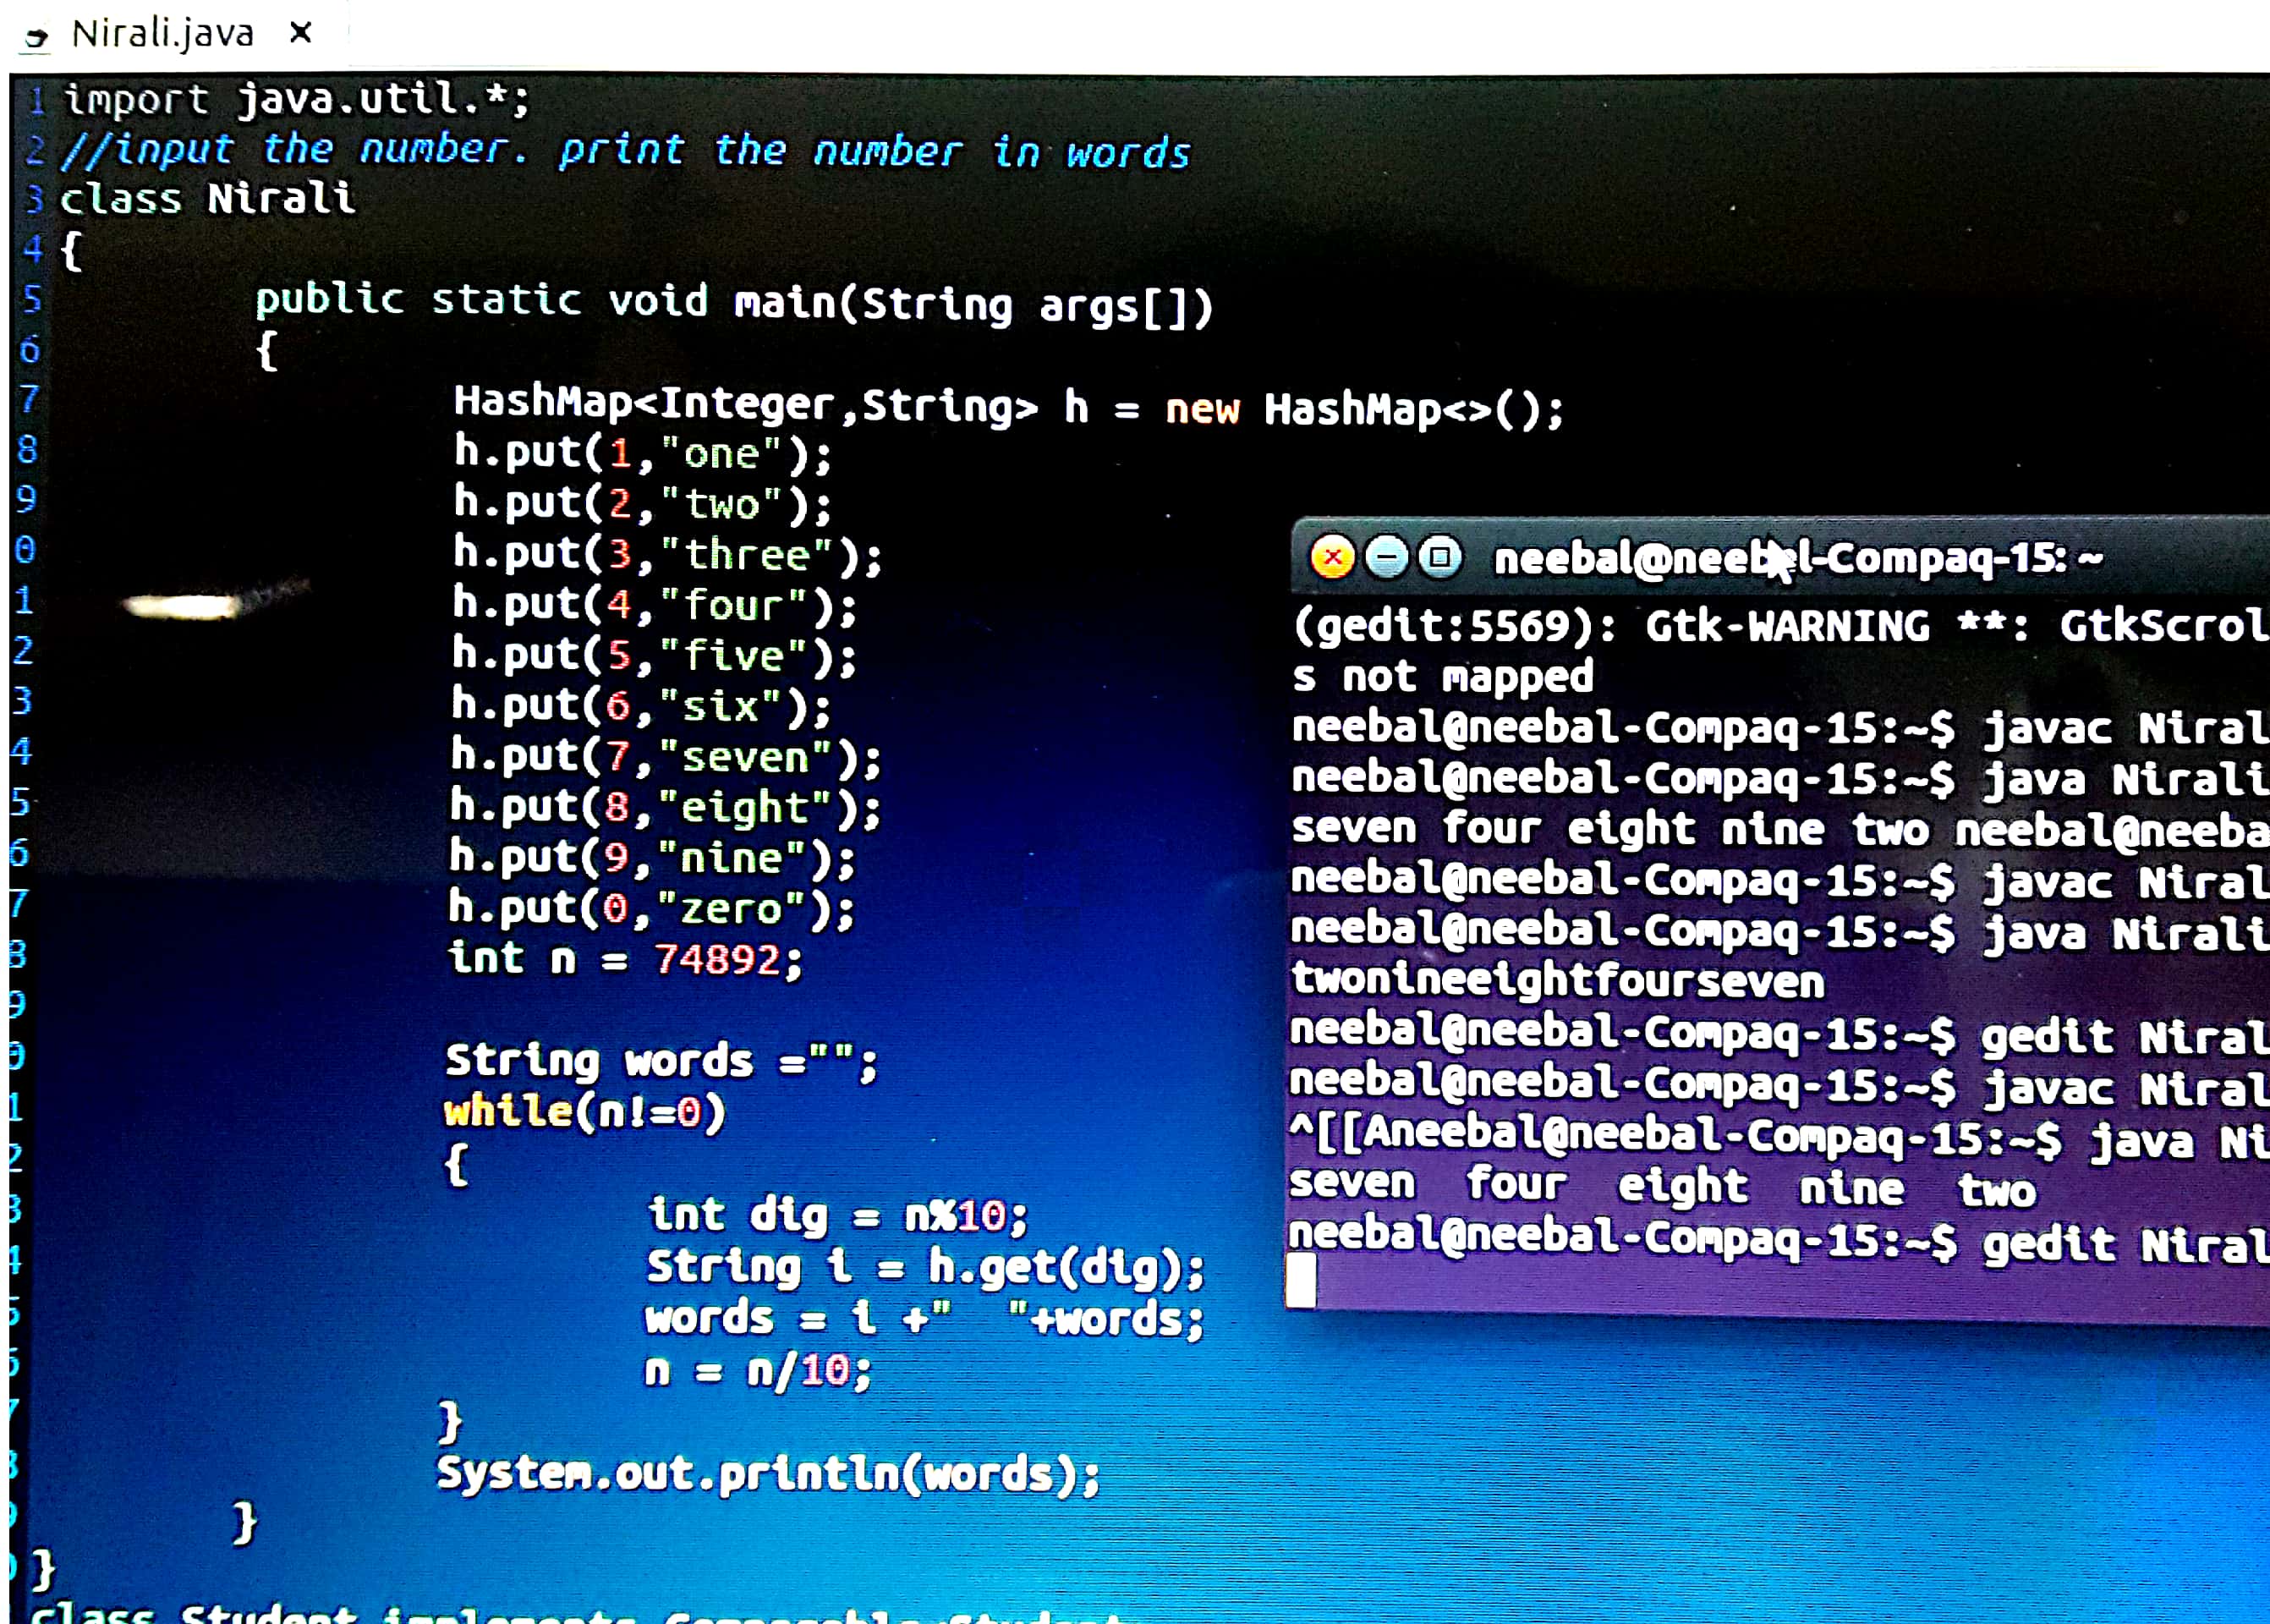 Nirali.java ×
1 import java.util.*;
2 //input the number. print the number in words
3 class Nirali
4 {
5 public static void main(String args[])
6 {
7 HashMap<Integer,String> h = new HashMap<>();
8 h.put(1,"one");
9 h.put(2,"two");
0 h.put(3,"three");
1 h.put(4,"four");
2 h.put(5,"five");
3 h.put(6,"six");
4 h.put(7,"seven");
5 h.put(8,"eight");
6 h.put(9,"nine");
7 h.put(0,"zero");
8 int n = 74892;
9
0 String words ="";
1 while(n!=0)
2 {
3 int dig = n%10;
4 String i = h.get(dig);
5 words = i +"  "+words;
6 n = n/10;
7 }
8 System.out.println(words);
9 }
0 }
class Student implements Comparable<Student>
neebal@neebal-Compaq-15: ~
(gedit:5569): Gtk-WARNING **: GtkScrol
s not mapped
neebal@neebal-Compaq-15:~$ javac Niral
neebal@neebal-Compaq-15:~$ java Nirali
seven four eight nine two neebal@neeba
neebal@neebal-Compaq-15:~$ javac Niral
neebal@neebal-Compaq-15:~$ java Nirali
twonineeightfourseven
neebal@neebal-Compaq-15:~$ gedit Niral
neebal@neebal-Compaq-15:~$ javac Niral
^[[Aneebal@neebal-Compaq-15:~$ java Ni
seven  four  eight  nine  two
neebal@neebal-Compaq-15:~$ gedit Niral